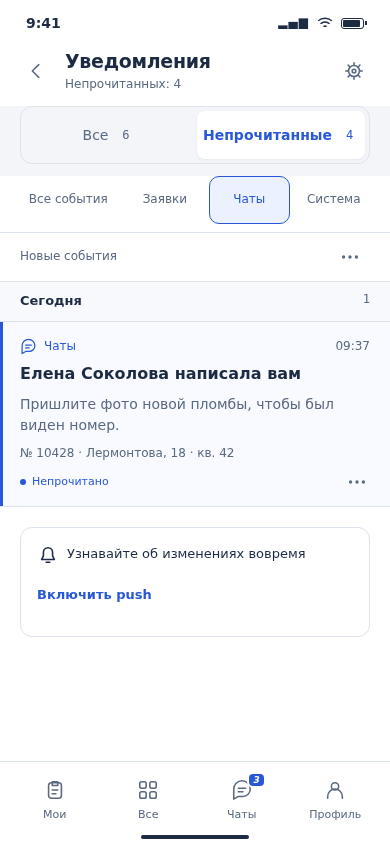 9:41
Уведомления
Непрочитанных: 4
Все 6 Непрочитанные 4
Все события Заявки Чаты Система
Новые события
Сегодня 1
Чаты 09:37
Елена Соколова написала вам
Пришлите фото новой пломбы, чтобы был
виден номер.
№ 10428 · Лермонтова, 18 · кв. 42
Непрочитано
Узнавайте об изменениях вовремя
Включить push
3
Мои Все Чаты Профиль